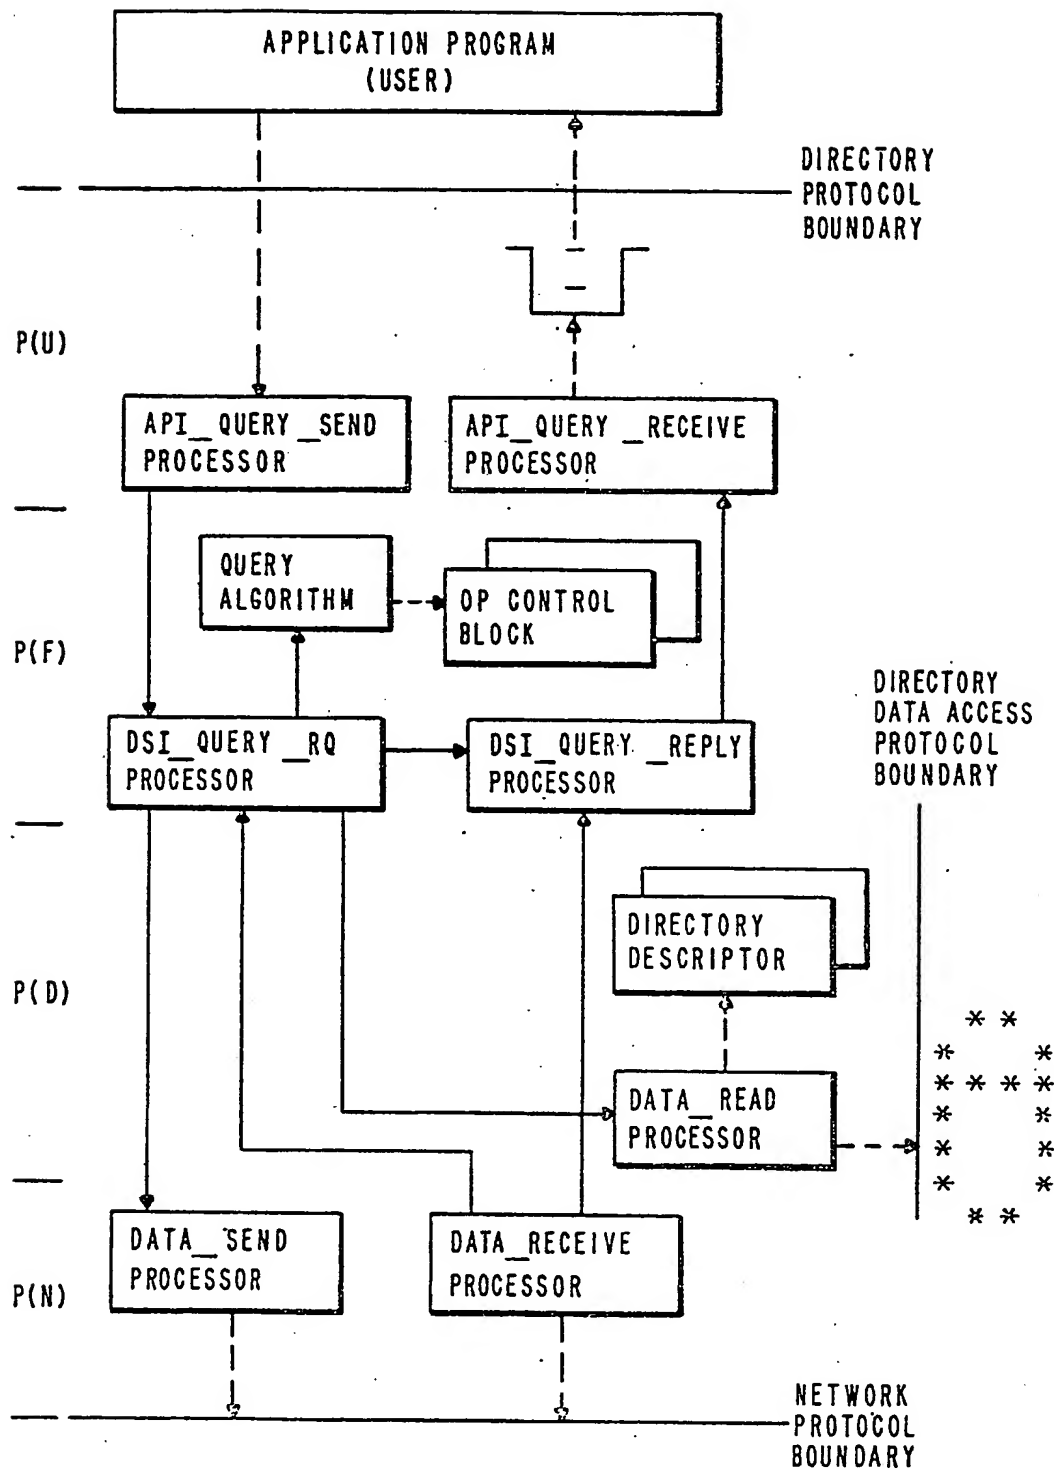 APPLICATION PROGRAM
(USER)
DIRECTORY
PROTOCOL
BOUNDARY
P(U)
API_QUERY_SEND
PROCESSOR
API_QUERY_RECEIVE
PROCESSOR
QUERY
ALGORITHM
OP CONTROL
BLOCK
P(F)
DIRECTORY
DATA ACCESS
PROTOCOL
BOUNDARY
DSI_QUERY_RQ
PROCESSOR
DSI_QUERY_REPLY
PROCESSOR
DIRECTORY
DESCRIPTOR
P(D)
DATA_READ
PROCESSOR
DATA_SEND
PROCESSOR
DATA_RECEIVE
PROCESSOR
P(N)
NETWORK
PROTOCOL
BOUNDARY